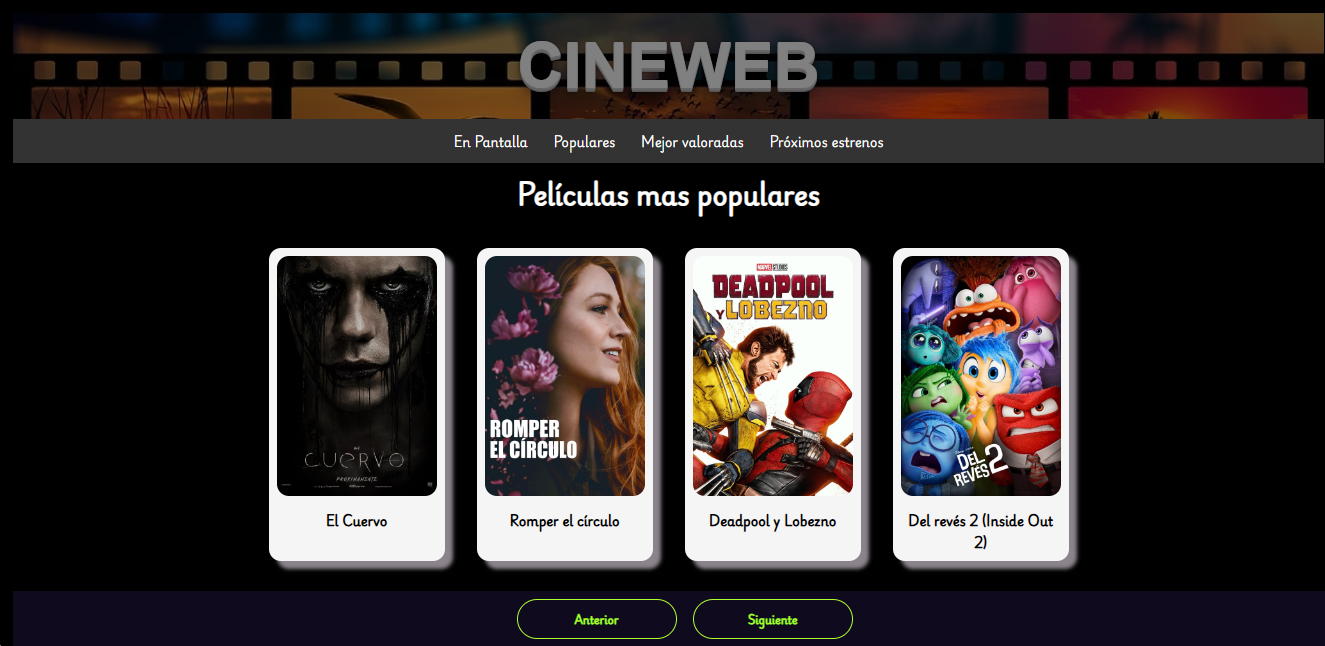 CINEWEB
En Pantalla Populares Mejor valoradas Próximos estrenos
Películas mas populares
CUERVO
PRÓXIMAMENTE
ROMPER
EL CÍRCULO
MARVEL STUDIOS
DEADPOOL
Y LOBEZNO
DEL
REVÉS 2
El Cuervo
Romper el círculo
Deadpool y Lobezno
Del revés 2 (Inside Out
2)
Anterior Siguiente